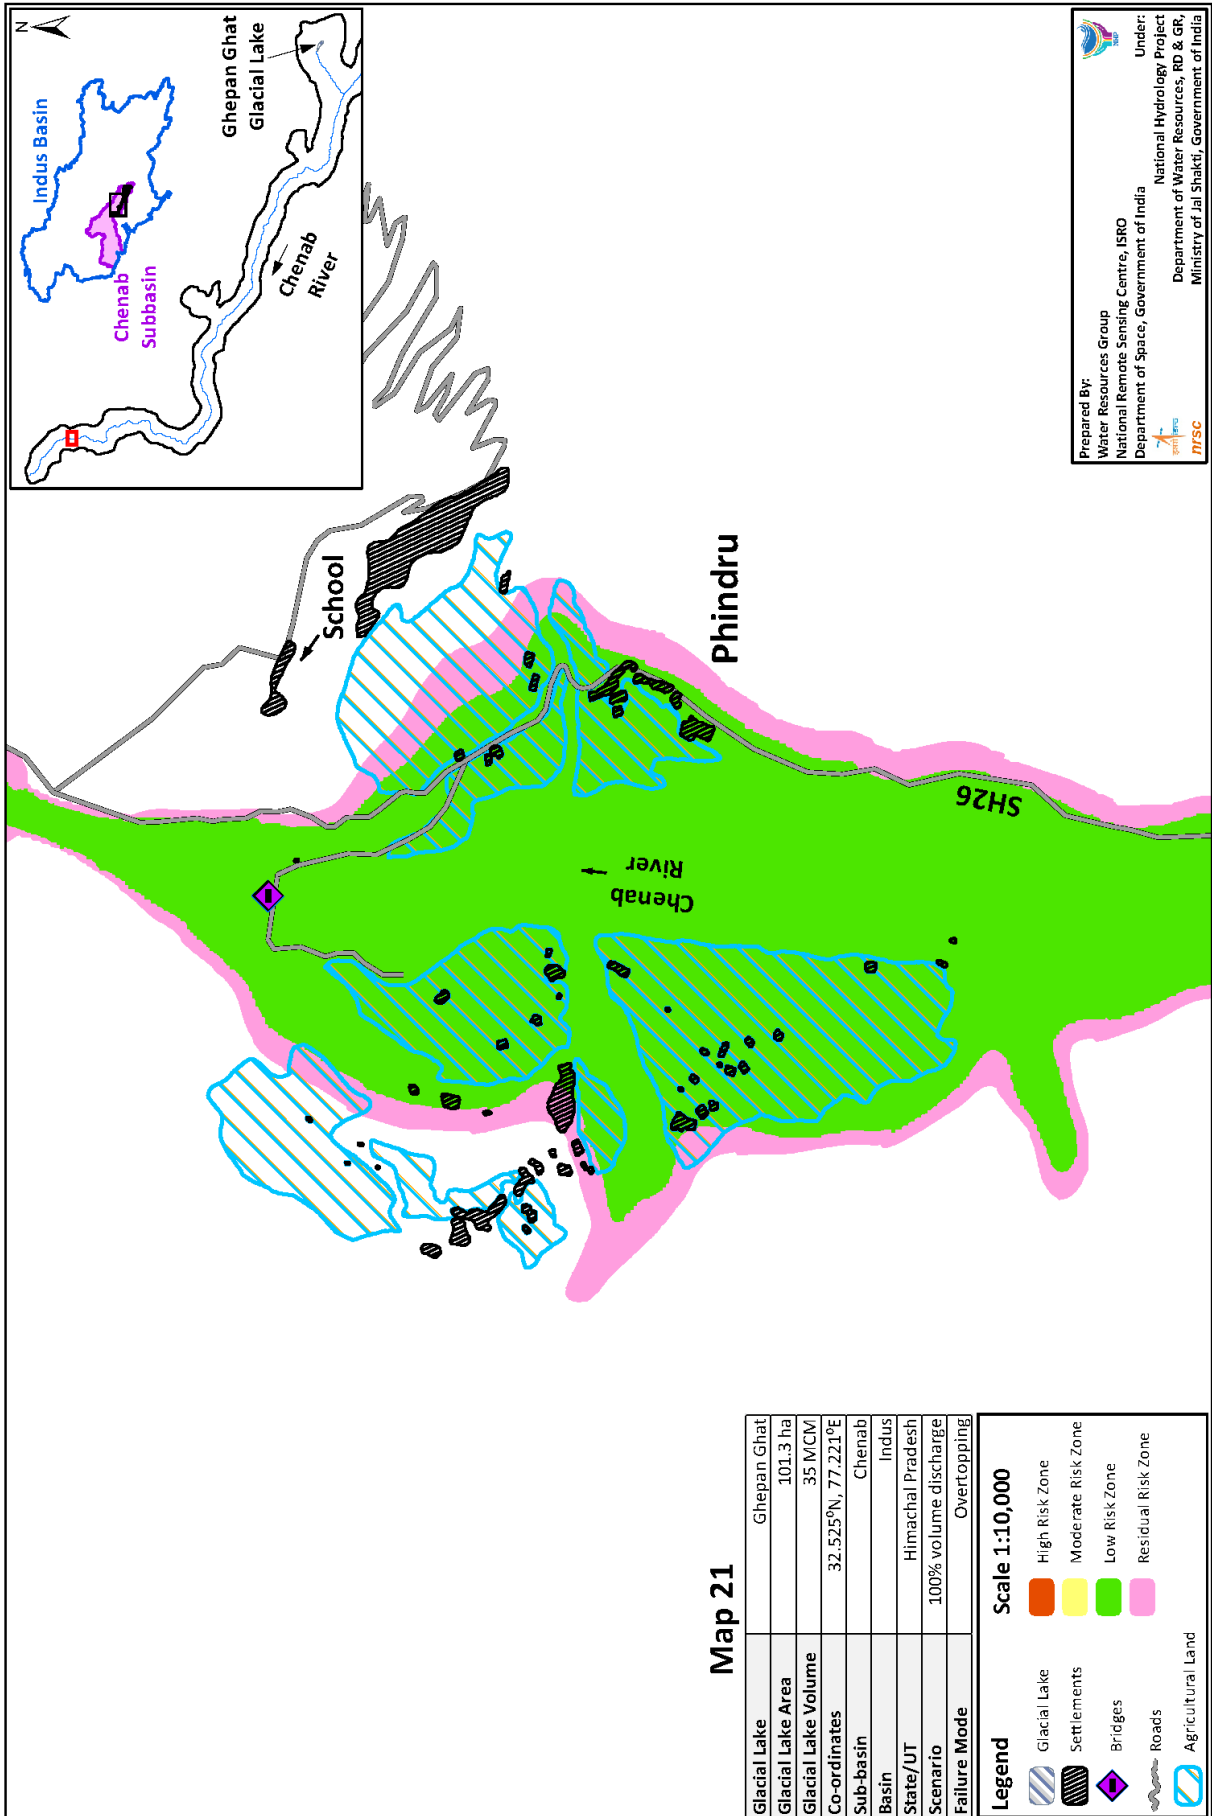 N
Indus Basin
Chenab
Subbasin
Ghepan Ghat
Glacial Lake
Chenab
River
School
Phindru
SH26
Chenab
River
Map 21
Glacial Lake Ghepan Ghat
Glacial Lake Area 101.3 ha
Glacial Lake Volume 35 MCM
Co-ordinates 32.525⁰N, 77.221⁰E
Sub-basin Chenab
Basin Indus
State/UT Himachal Pradesh
Scenario 100% volume discharge
Failure Mode Overtopping
Legend
Scale 1:10,000
Glacial Lake
Settlements
Bridges
Roads
Agricultural Land
High Risk Zone
Moderate Risk Zone
Low Risk Zone
Residual Risk Zone
Prepared By:
Water Resources Group
National Remote Sensing Centre, ISRO
Department of Space, Government of India
इसरो isro
nrsc
NHP
Under:
National Hydrology Project
Department of Water Resources, RD & GR,
Ministry of Jal Shakti, Government of India